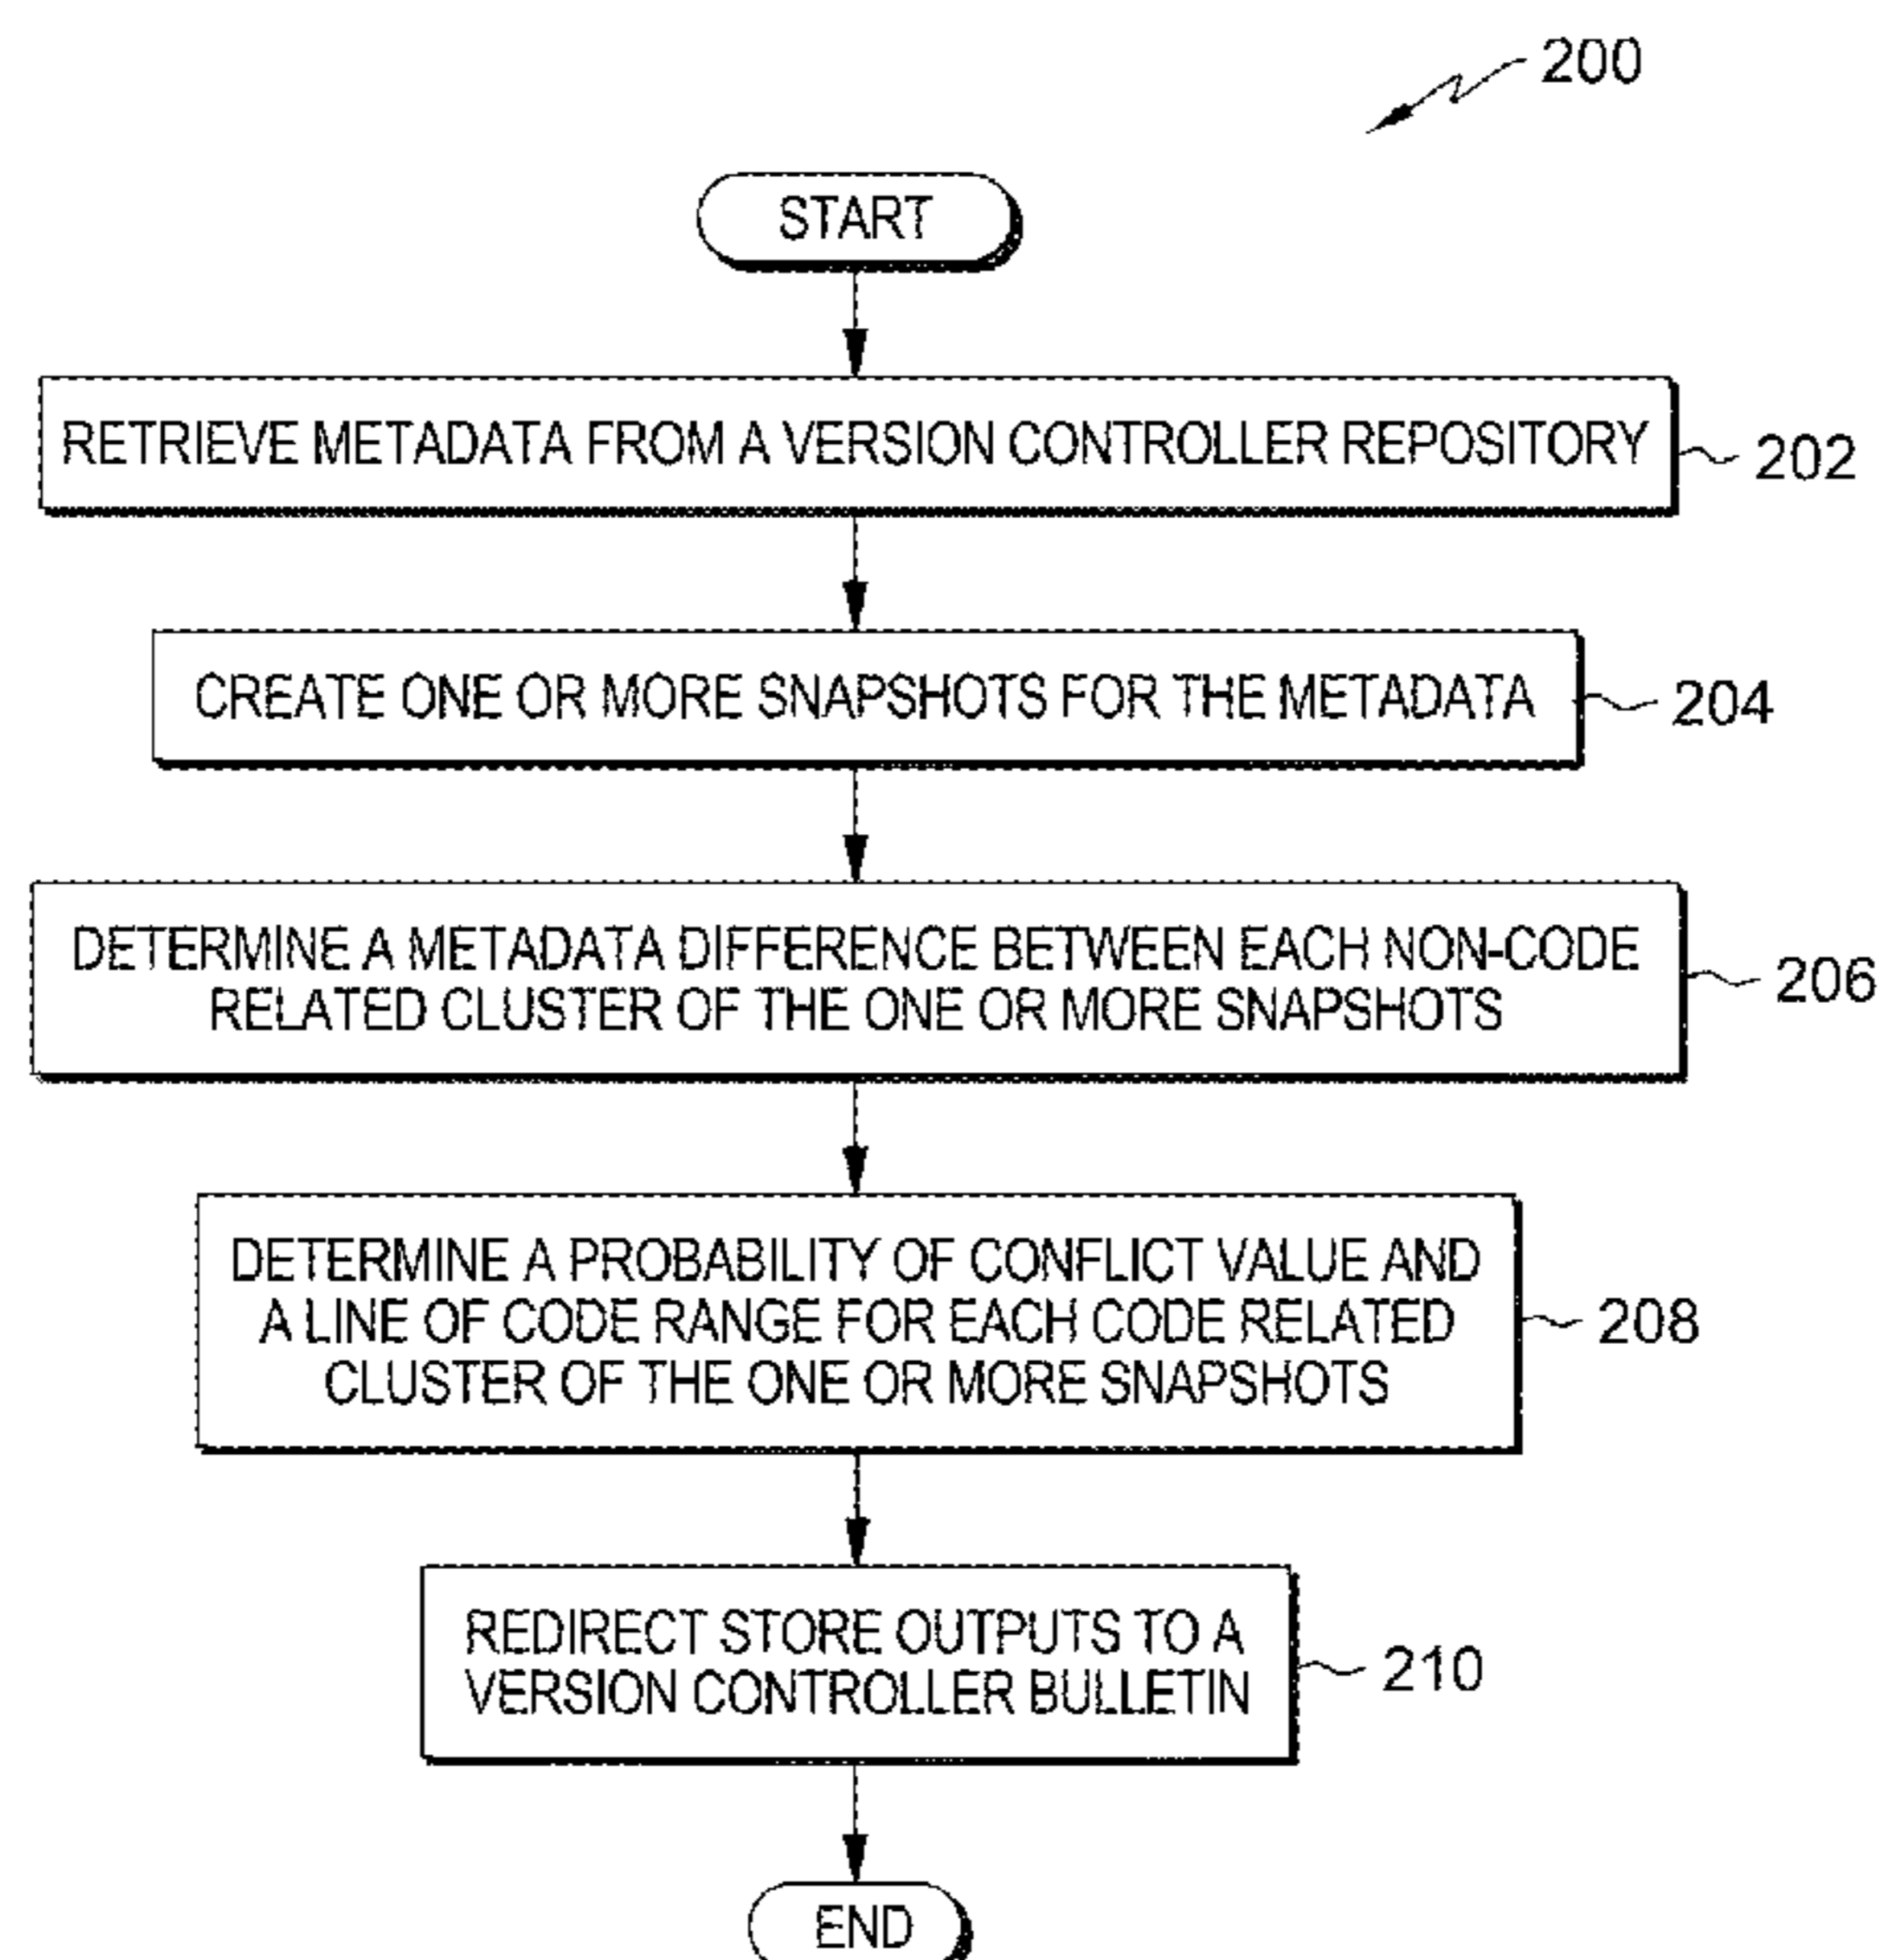 200
START
RETRIEVE METADATA FROM A VERSION CONTROLLER REPOSITORY
202
CREATE ONE OR MORE SNAPSHOTS FOR THE METADATA
204
DETERMINE A METADATA DIFFERENCE BETWEEN EACH NON-CODE
RELATED CLUSTER OF THE ONE OR MORE SNAPSHOTS
206
DETERMINE A PROBABILITY OF CONFLICT VALUE AND
A LINE OF CODE RANGE FOR EACH CODE RELATED
CLUSTER OF THE ONE OR MORE SNAPSHOTS
208
REDIRECT STORE OUTPUTS TO A
VERSION CONTROLLER BULLETIN
210
END